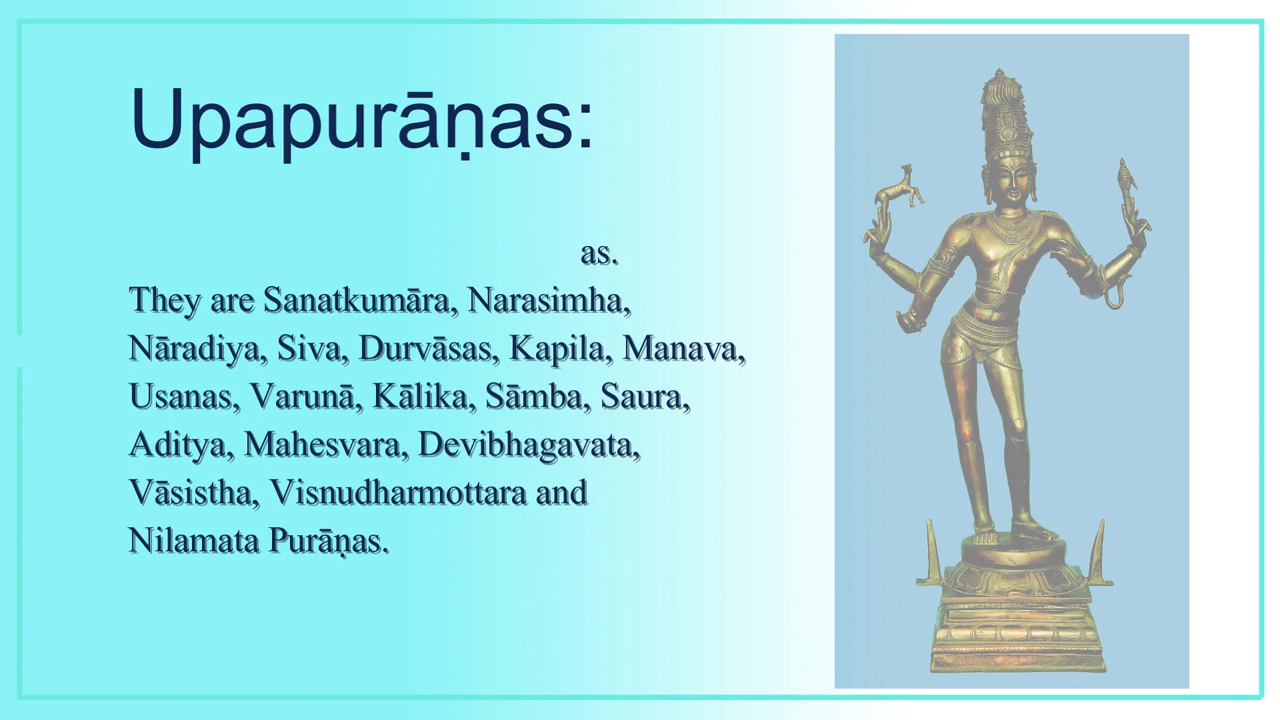 Upapurāṇas:
as.
They are Sanatkumāra, Narasimha,
Nāradiya, Siva, Durvāsas, Kapila, Manava,
Usanas, Varunā, Kālika, Sāmba, Saura,
Aditya, Mahesvara, Devibhagavata,
Vāsistha, Visnudharmottara and
Nilamata Purāṇas.